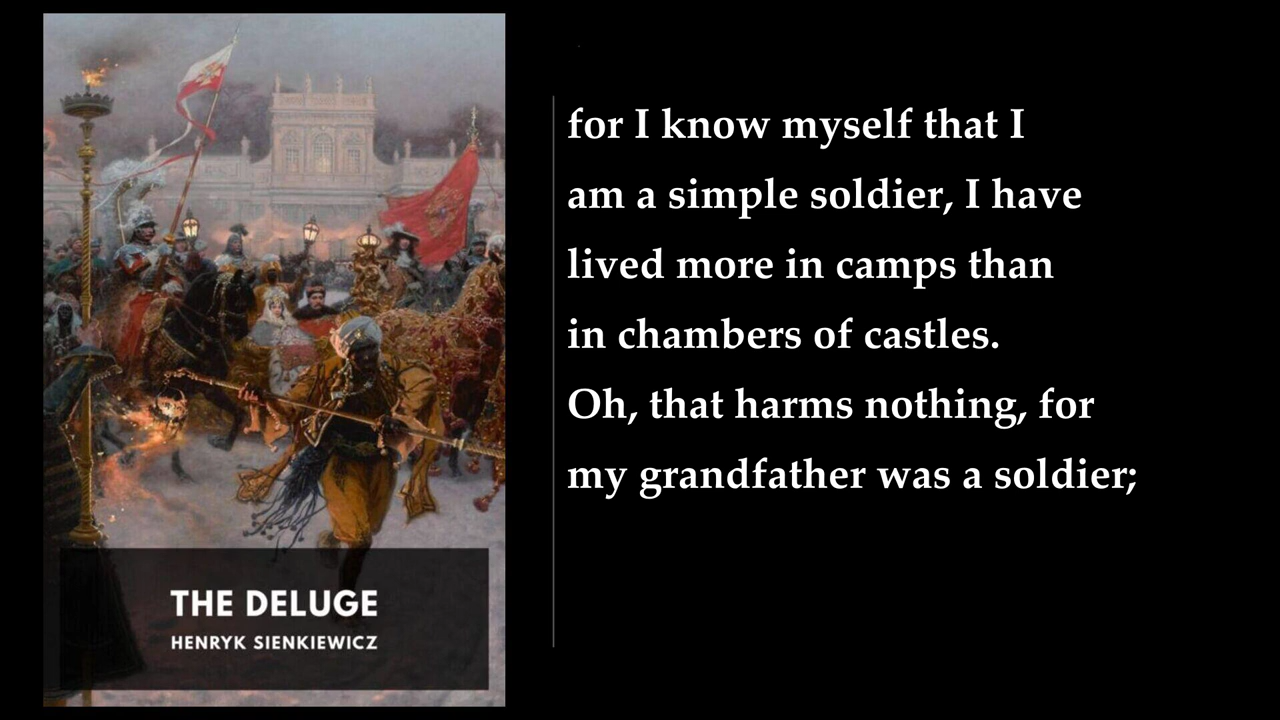 THE DELUGE
HENRYK SIENKIEWICZ
for I know myself that I
am a simple soldier, I have
lived more in camps than
in chambers of castles.
Oh, that harms nothing, for
my grandfather was a soldier;